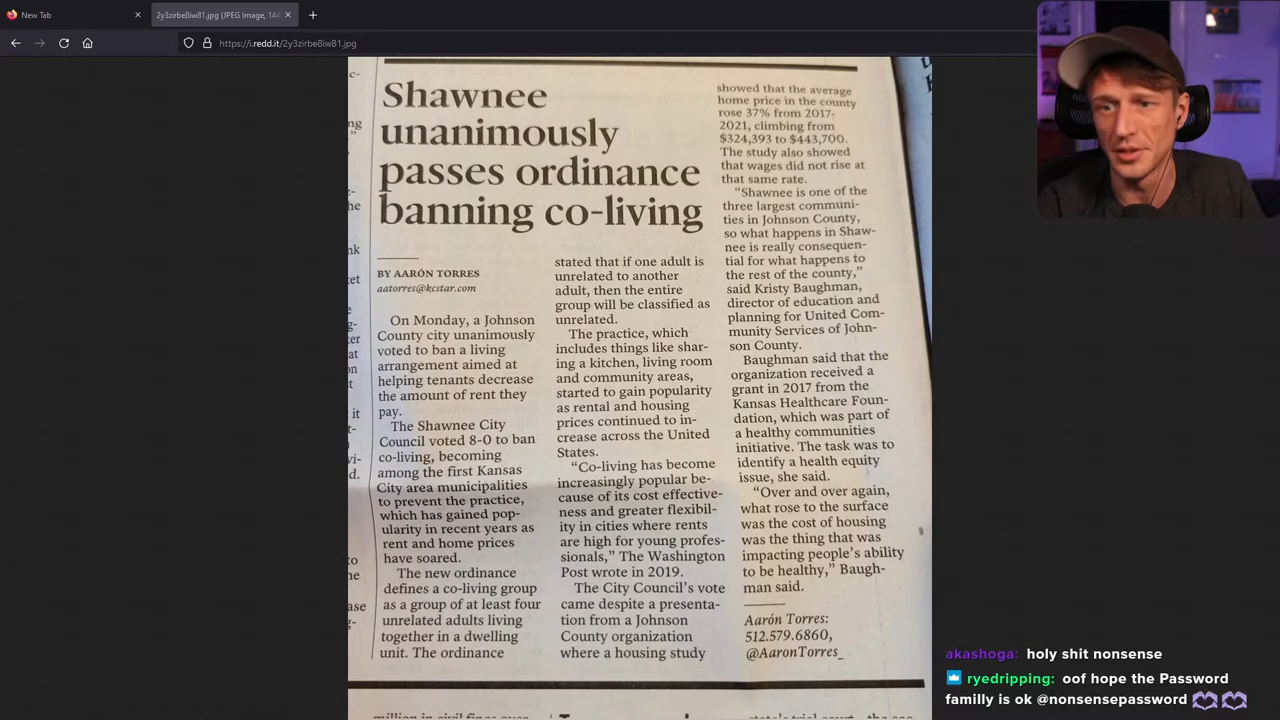 New Tab
2y3zirbe8iw81.jpg (JPEG Image, 144
https://i.redd.it/2y3zirbe8iw81.jpg
Shawnee
unanimously
passes ordinance
banning co-living
BY AARÓN TORRES
aatorres@kcstar.com
On Monday, a Johnson
County city unanimously
voted to ban a living
arrangement aimed at
helping tenants decrease
the amount of rent they
pay.
The Shawnee City
Council voted 8-0 to ban
co-living, becoming
among the first Kansas
City area municipalities
to prevent the practice,
which has gained pop-
ularity in recent years as
rent and home prices
have soared.
The new ordinance
defines a co-living group
as a group of at least four
unrelated adults living
together in a dwelling
unit. The ordinance
stated that if one adult is
unrelated to another
adult, then the entire
group will be classified as
unrelated.
The practice, which
includes things like shar-
ing a kitchen, living room
and community areas,
started to gain popularity
as rental and housing
prices continued to in-
crease across the United
States.
“Co-living has become
increasingly popular be-
cause of its cost effective-
ness and greater flexibil-
ity in cities where rents
are high for young profes-
sionals,” The Washington
Post wrote in 2019.
The City Council’s vote
came despite a presenta-
tion from a Johnson
County organization
where a housing study
showed that the average
home price in the county
rose 37% from 2017-
2021, climbing from
$324,393 to $443,700.
The study also showed
that wages did not rise at
that same rate.
“Shawnee is one of the
three largest communi-
ties in Johnson County,
so what happens in Shaw-
nee is really consequen-
tial for what happens to
the rest of the county,”
said Kristy Baughman,
director of education and
planning for United Com-
munity Services of John-
son County.
Baughman said that the
organization received a
grant in 2017 from the
Kansas Healthcare Foun-
dation, which was part of
a healthy communities
initiative. The task was to
identify a health equity
issue, she said.
“Over and over again,
what rose to the surface
was the cost of housing
was the thing that was
impacting people’s ability
to be healthy,” Baugh-
man said.
Aarón Torres:
512.579.6860,
@AaronTorres_
akashoga: holy shit nonsense
ryedripping: oof hope the Password
familly is ok @nonsensepassword